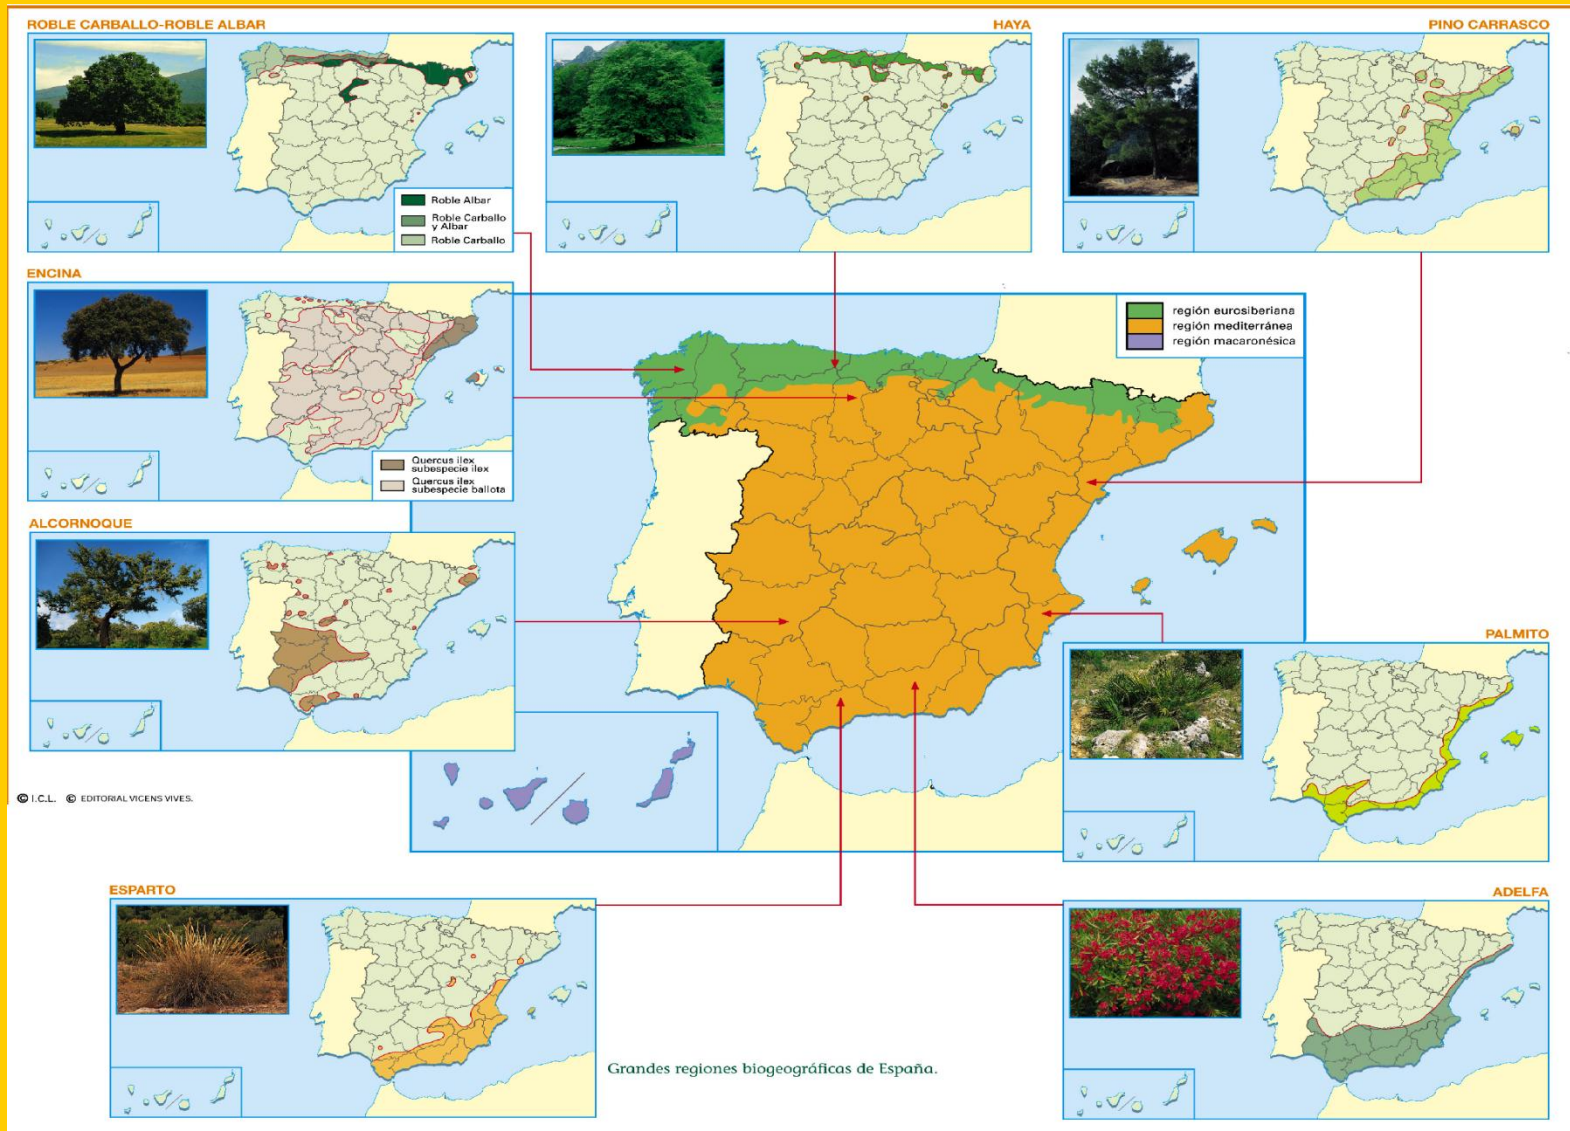 ROBLE CARBALLO-ROBLE ALBAR
Roble Albar
Roble Carballo
y Albar
Roble Carballo
HAYA
PINO CARRASCO
ENCINA
Quercus ilex
subespecie ilex
Quercus ilex
subespecie ballota
región eurosiberiana
región mediterránea
región macaronésica
ALCORNOQUE
PALMITO
© I.C.L. © EDITORIAL VICENS VIVES.
ESPARTO
ADELFA
Grandes regiones biogeográficas de España.